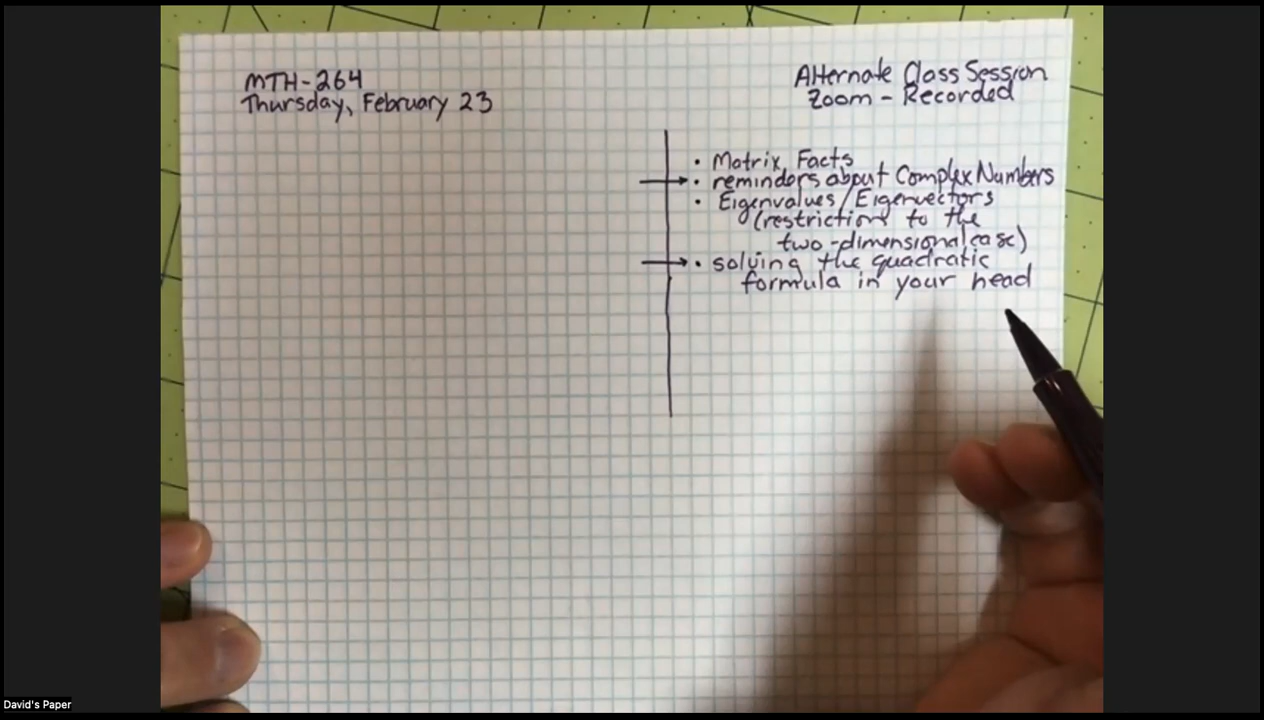 MTH-264
Thursday, February 23
Alternate Class Session
Zoom - Recorded
• Matrix Facts
• reminders about Complex Numbers
• Eigenvalues/Eigenvectors
(restriction to the
two-dimensional case)
• solving the quadratic
formula in your head
David's Paper